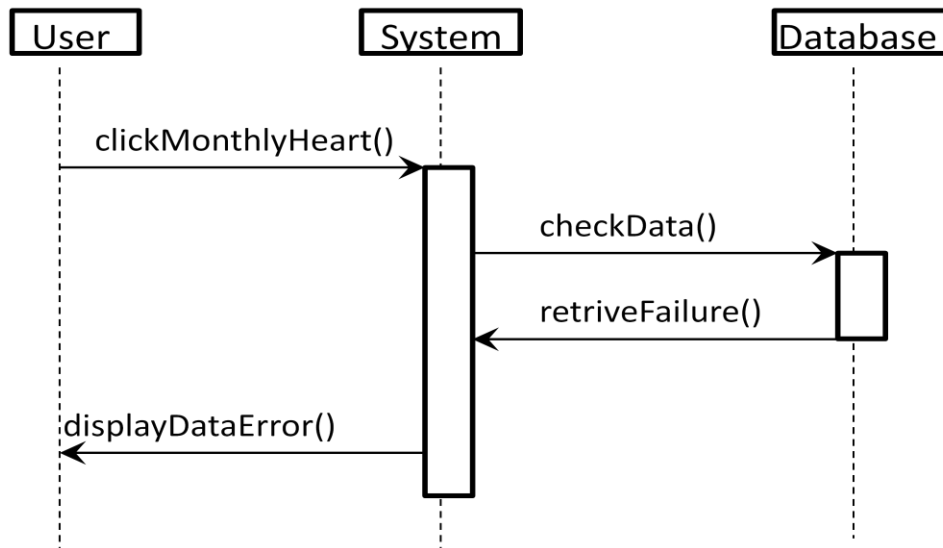 User
System
Database
clickMonthlyHeart()
checkData()
retriveFailure()
displayDataError()